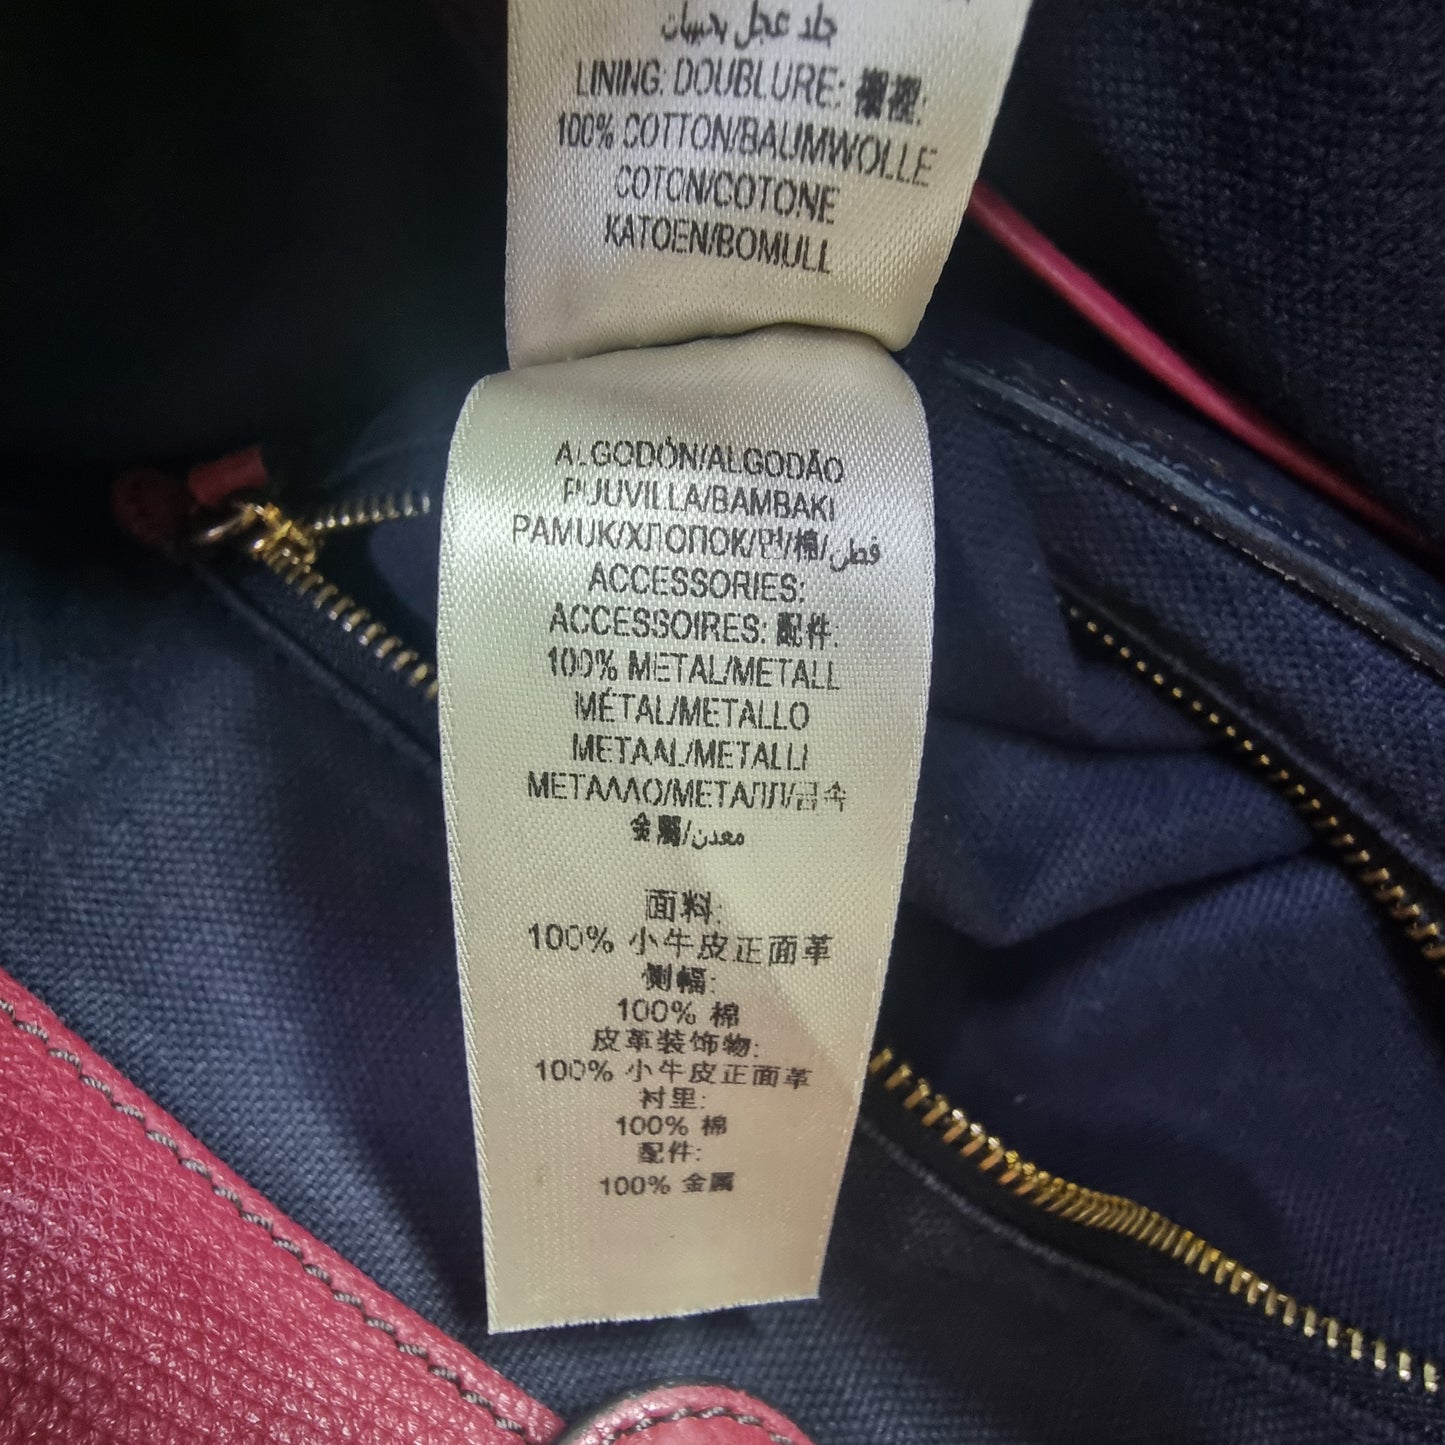 جلد عجل بحبيبات
LINING: DOUBLURE: 襯裡:
100% COTTON/BAUMWOLLE
COTON/COTONE
KATOEN/BOMULL
ALGODÓN/ALGODÃO
PUUVILLA/BAMBAKI
PAMUK/ХЛОПОК/면/棉/قطن
ACCESSORIES:
ACCESSOIRES: 配件:
100% METAL/METALL
MÉTAL/METALLO
METAAL/METALLI
ΜΕΤΑΛΛΟ/МЕТАЛЛ/금속
金屬/معدن
面料:
100% 小牛皮正面革
侧幅:
100% 棉
皮革装饰物:
100% 小牛皮正面革
衬里:
100% 棉
配件:
100% 金属